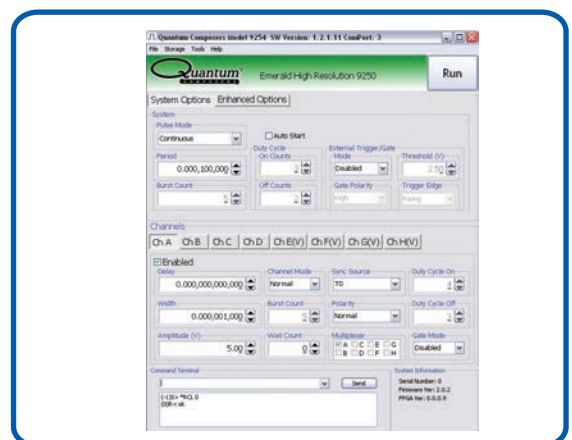 Quantum Composers Model 9254 SW Version: 1.2.1.11 ComPort: 3
File Storage Tools Help
Quantum
COMPOSERS
Emerald High Resolution 9250
Run
System Options Enhanced Options
System
Pulse Mode
Continuous
Auto Start
Period
0.000,100,000
Duty Cycle
On Counts
2
External Trigger/Gate
Mode
Disabled
Threshold (V)
2.50
Burst Count
5
Off Counts
2
Gate Polarity
High
Trigger Edge
Rising
Channels
Ch A Ch B Ch C Ch D Ch E(V) Ch F(V) Ch G(V) Ch H(V)
Enabled
Delay
0.000,000,000,000
Channel Mode
Normal
Sync Source
T0
Duty Cycle On
Width
0.000,001,000
Burst Count
5
Polarity
Normal
Duty Cycle Off
Amplitude (V)
5.00
Wait Count
0
Multiplexer
A C E G
B D F H
Gate Mode
Disabled
Command Terminal
Send
*RCL 0
ok
System Information
Serial Number: 0
Firmware Ver: 2.0.2
FPGA Ver: 0.0.0.9